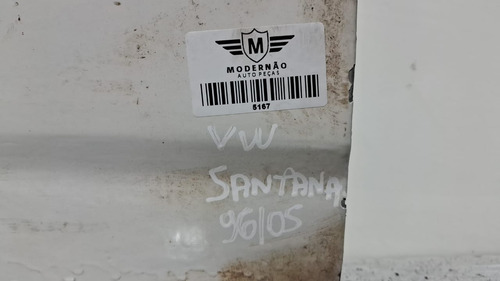 M
MODERNÃO
AUTO PEÇAS
5167
VW
SANTANA
96/05